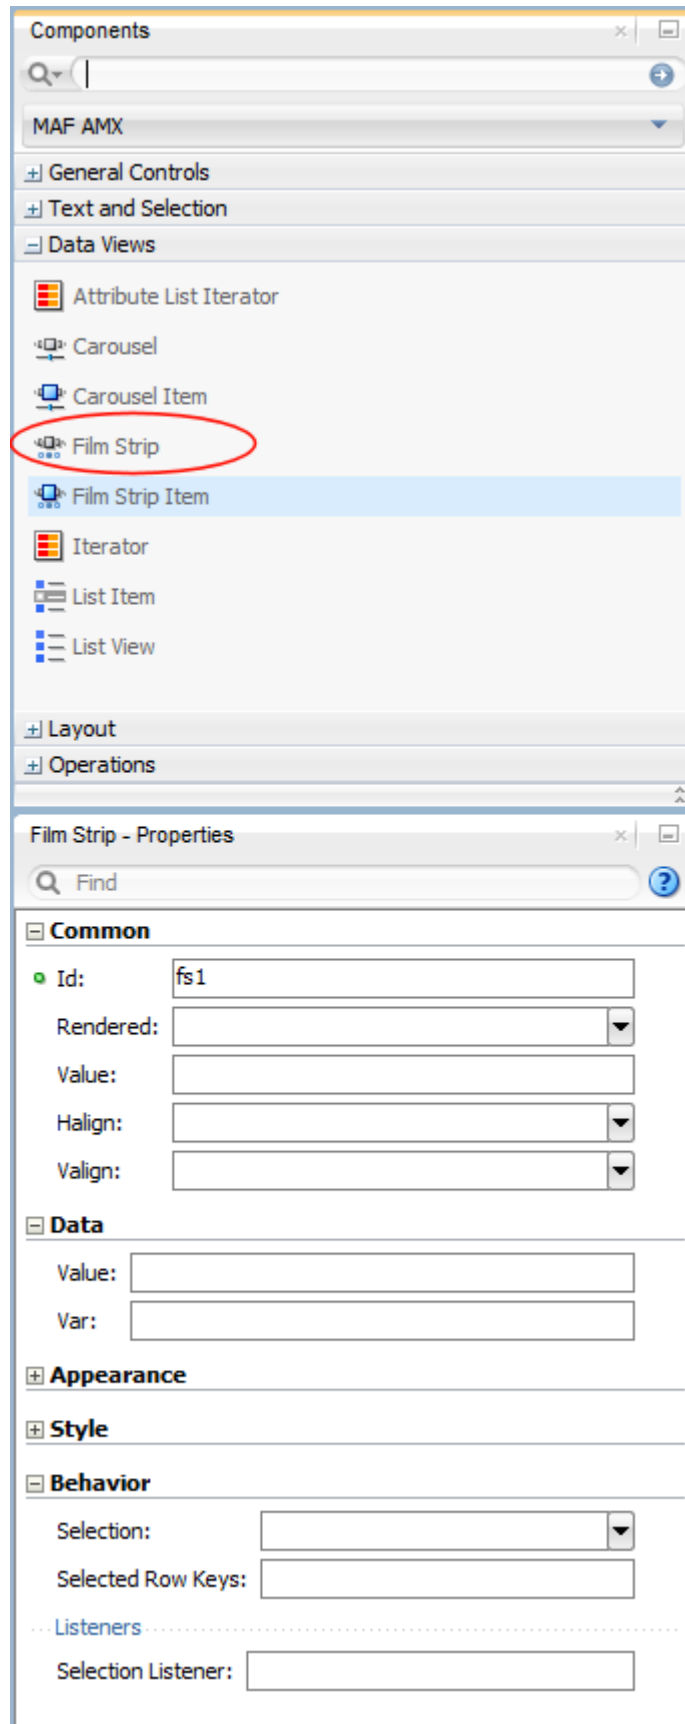 Components
MAF AMX
General Controls
Text and Selection
Data Views
Attribute List Iterator
Carousel
Carousel Item
Film Strip
Film Strip Item
Iterator
List Item
List View
Layout
Operations
Film Strip - Properties
Find
Common
Id: fs1
Rendered:
Value:
Halign:
Valign:
Data
Value:
Var:
Appearance
Style
Behavior
Selection:
Selected Row Keys:
Listeners
Selection Listener: